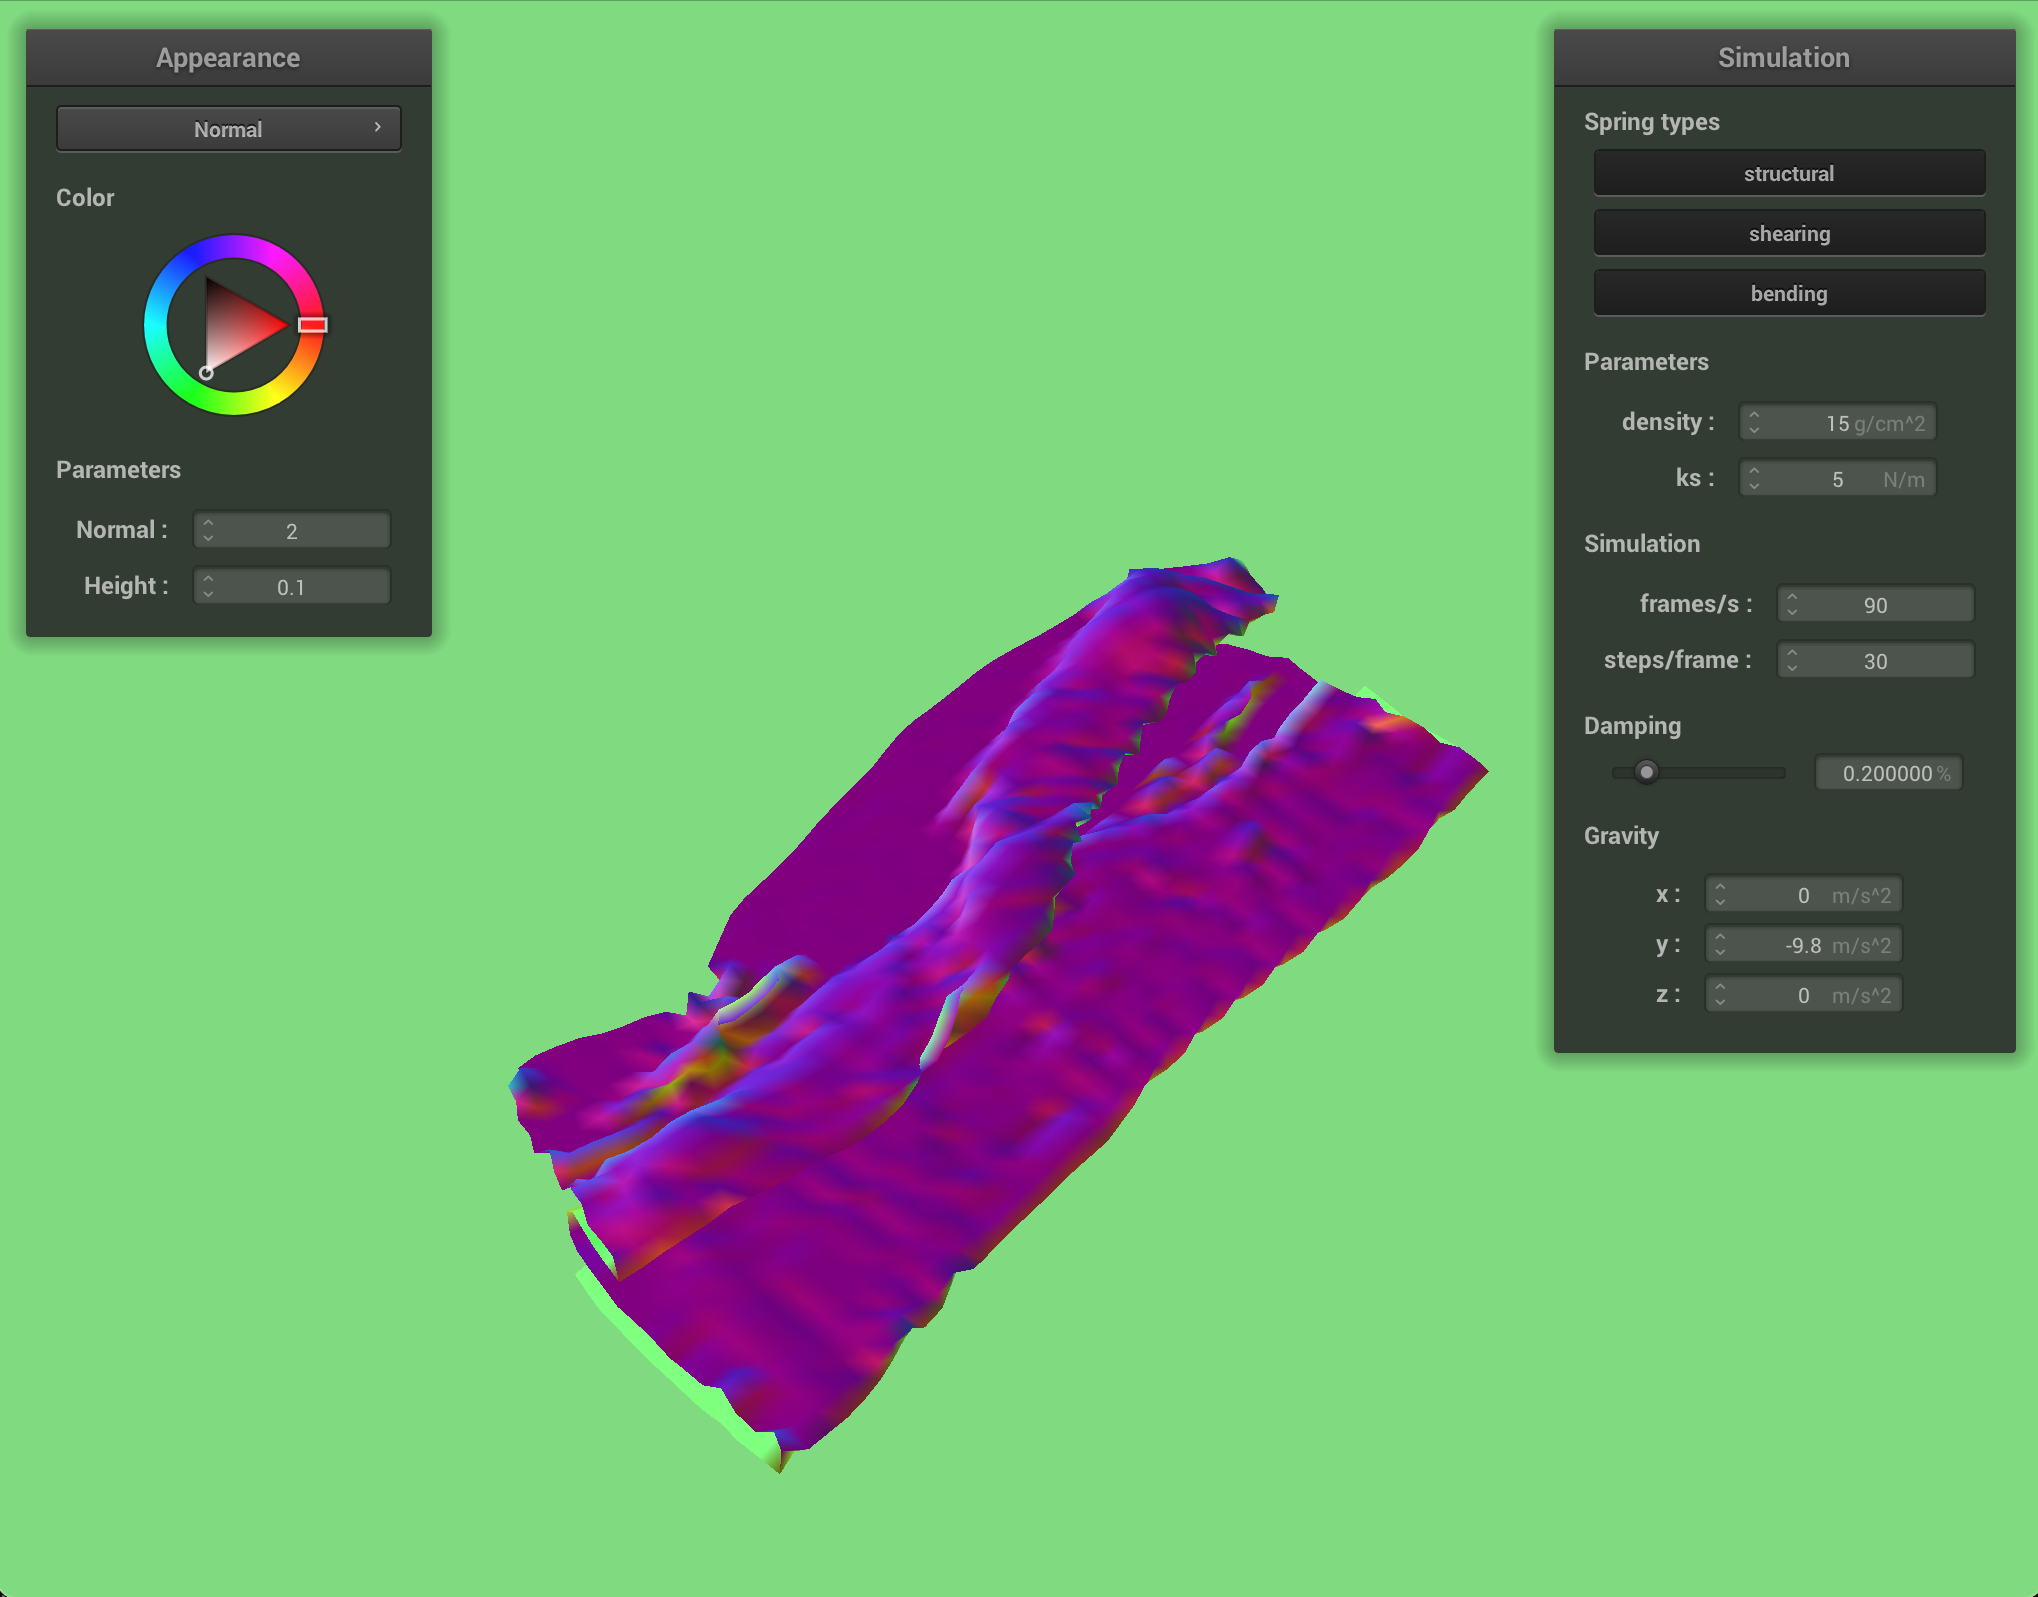 Appearance
Normal
Color
Parameters
Normal : 2
Height : 0.1
Simulation
Spring types
structural
shearing
bending
Parameters
density : 15 g/cm^2
ks : 5 N/m
Simulation
frames/s : 90
steps/frame : 30
Damping
0.200000 %
Gravity
x : 0 m/s^2
y : -9.8 m/s^2
z : 0 m/s^2